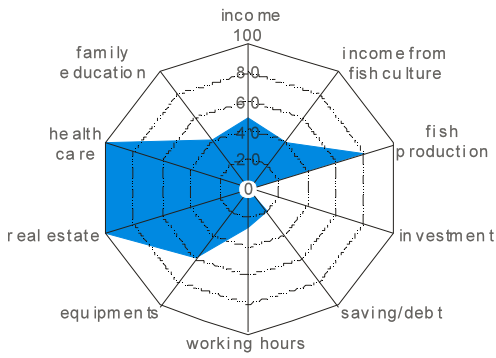 income
100
family
education
income from
fish culture
80
60
health
care
40
fish
production
20
0
real estate
investment
equipments
saving/debt
working hours